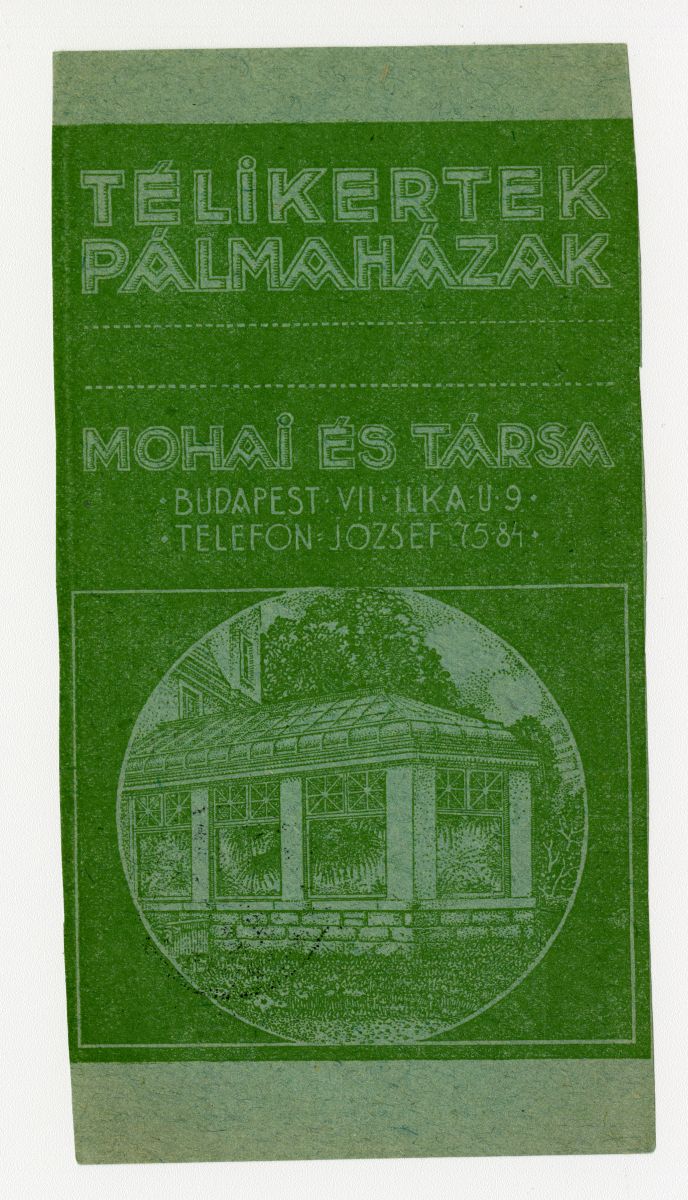 TÉLiKERTEK
PÁLMAHÁZAK
MOHAi ÉS TÁRSA
·BUDAPEST·VII·ILKA·U·9·
·TELEFON=JÓZSEF 75·84·